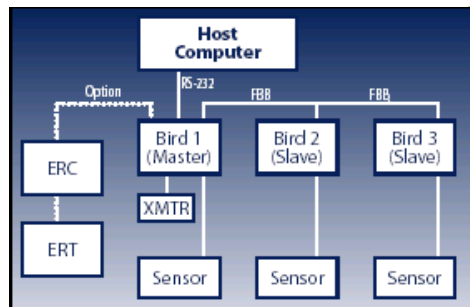 Host
Computer
RS-232
Option
FBB
FBB
Bird 1
(Master)
Bird 2
(Slave)
Bird 3
(Slave)
ERC
XMTR
ERT
Sensor
Sensor
Sensor